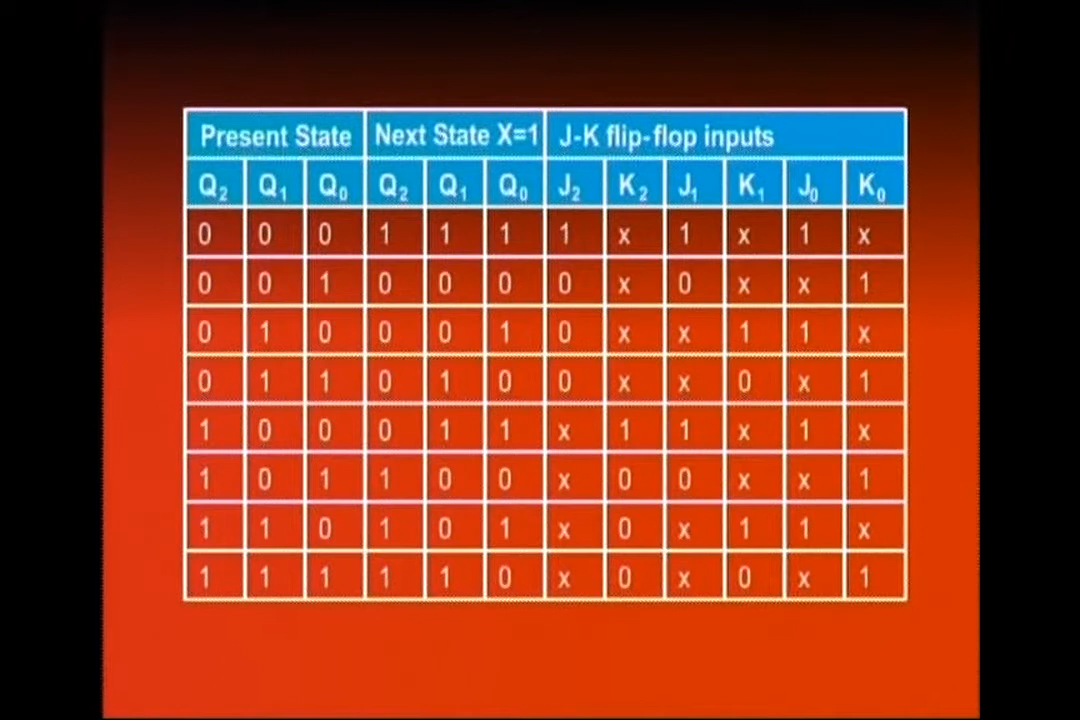 Present State Next State X=1 J-K flip-flop inputs
Q₂ Q₁ Q₀ Q₂ Q₁ Q₀ J₂ K₂ J₁ K₁ J₀ K₀
0 0 0 1 1 1 1 x 1 x 1 x
0 0 1 0 0 0 0 x 0 x x 1
0 1 0 0 0 1 0 x x 1 1 x
0 1 1 0 1 0 0 x x 0 x 1
1 0 0 0 1 1 x 1 1 x 1 x
1 0 1 1 0 0 x 0 0 x x 1
1 1 0 1 0 1 x 0 x 1 1 x
1 1 1 1 1 0 x 0 x 0 x 1